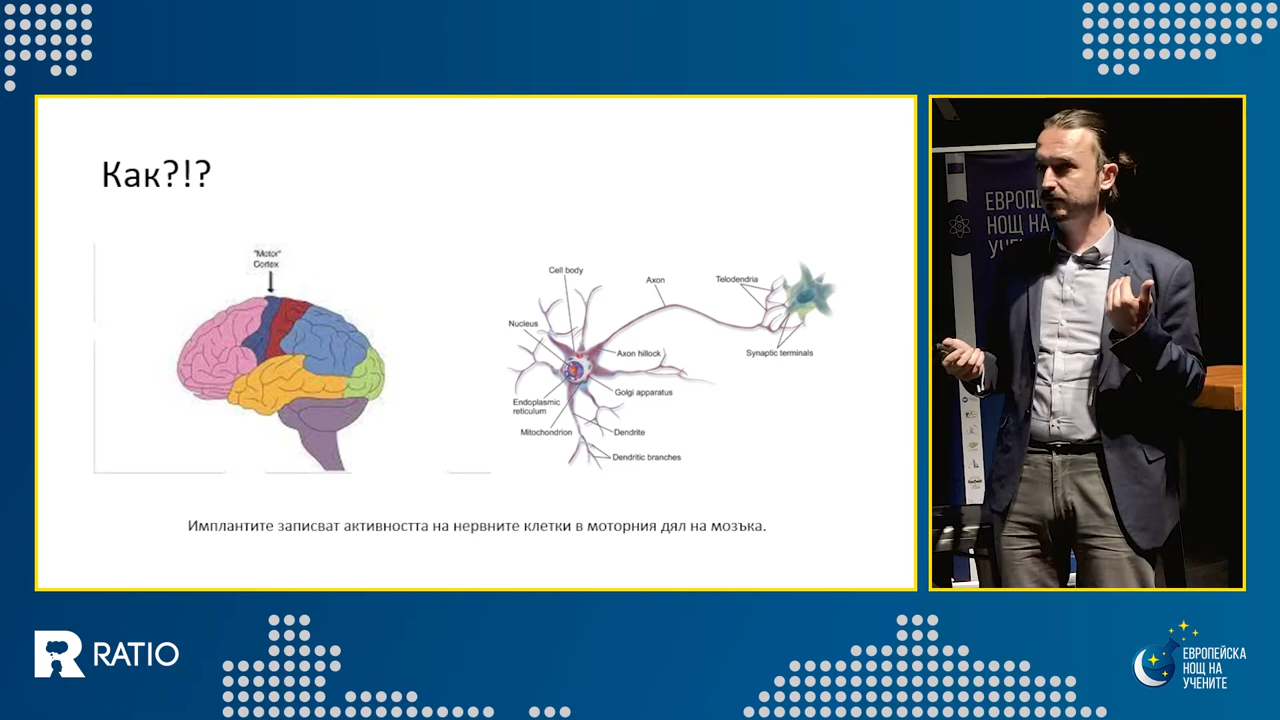 Как?!?
"Motor"
Cortex
Cell body
Axon
Telodendria
Nucleus
Axon hillock
Synaptic terminals
Golgi apparatus
Endoplasmic
reticulum
Mitochondrion
Dendrite
Dendritic branches
Имплантите записват активността на нервните клетки в моторния дял на мозъка.
ЕВРОПЕ
НОЩ НА
RATIO
ЕВРОПЕЙСКА
НОЩ НА
УЧЕНИТЕ